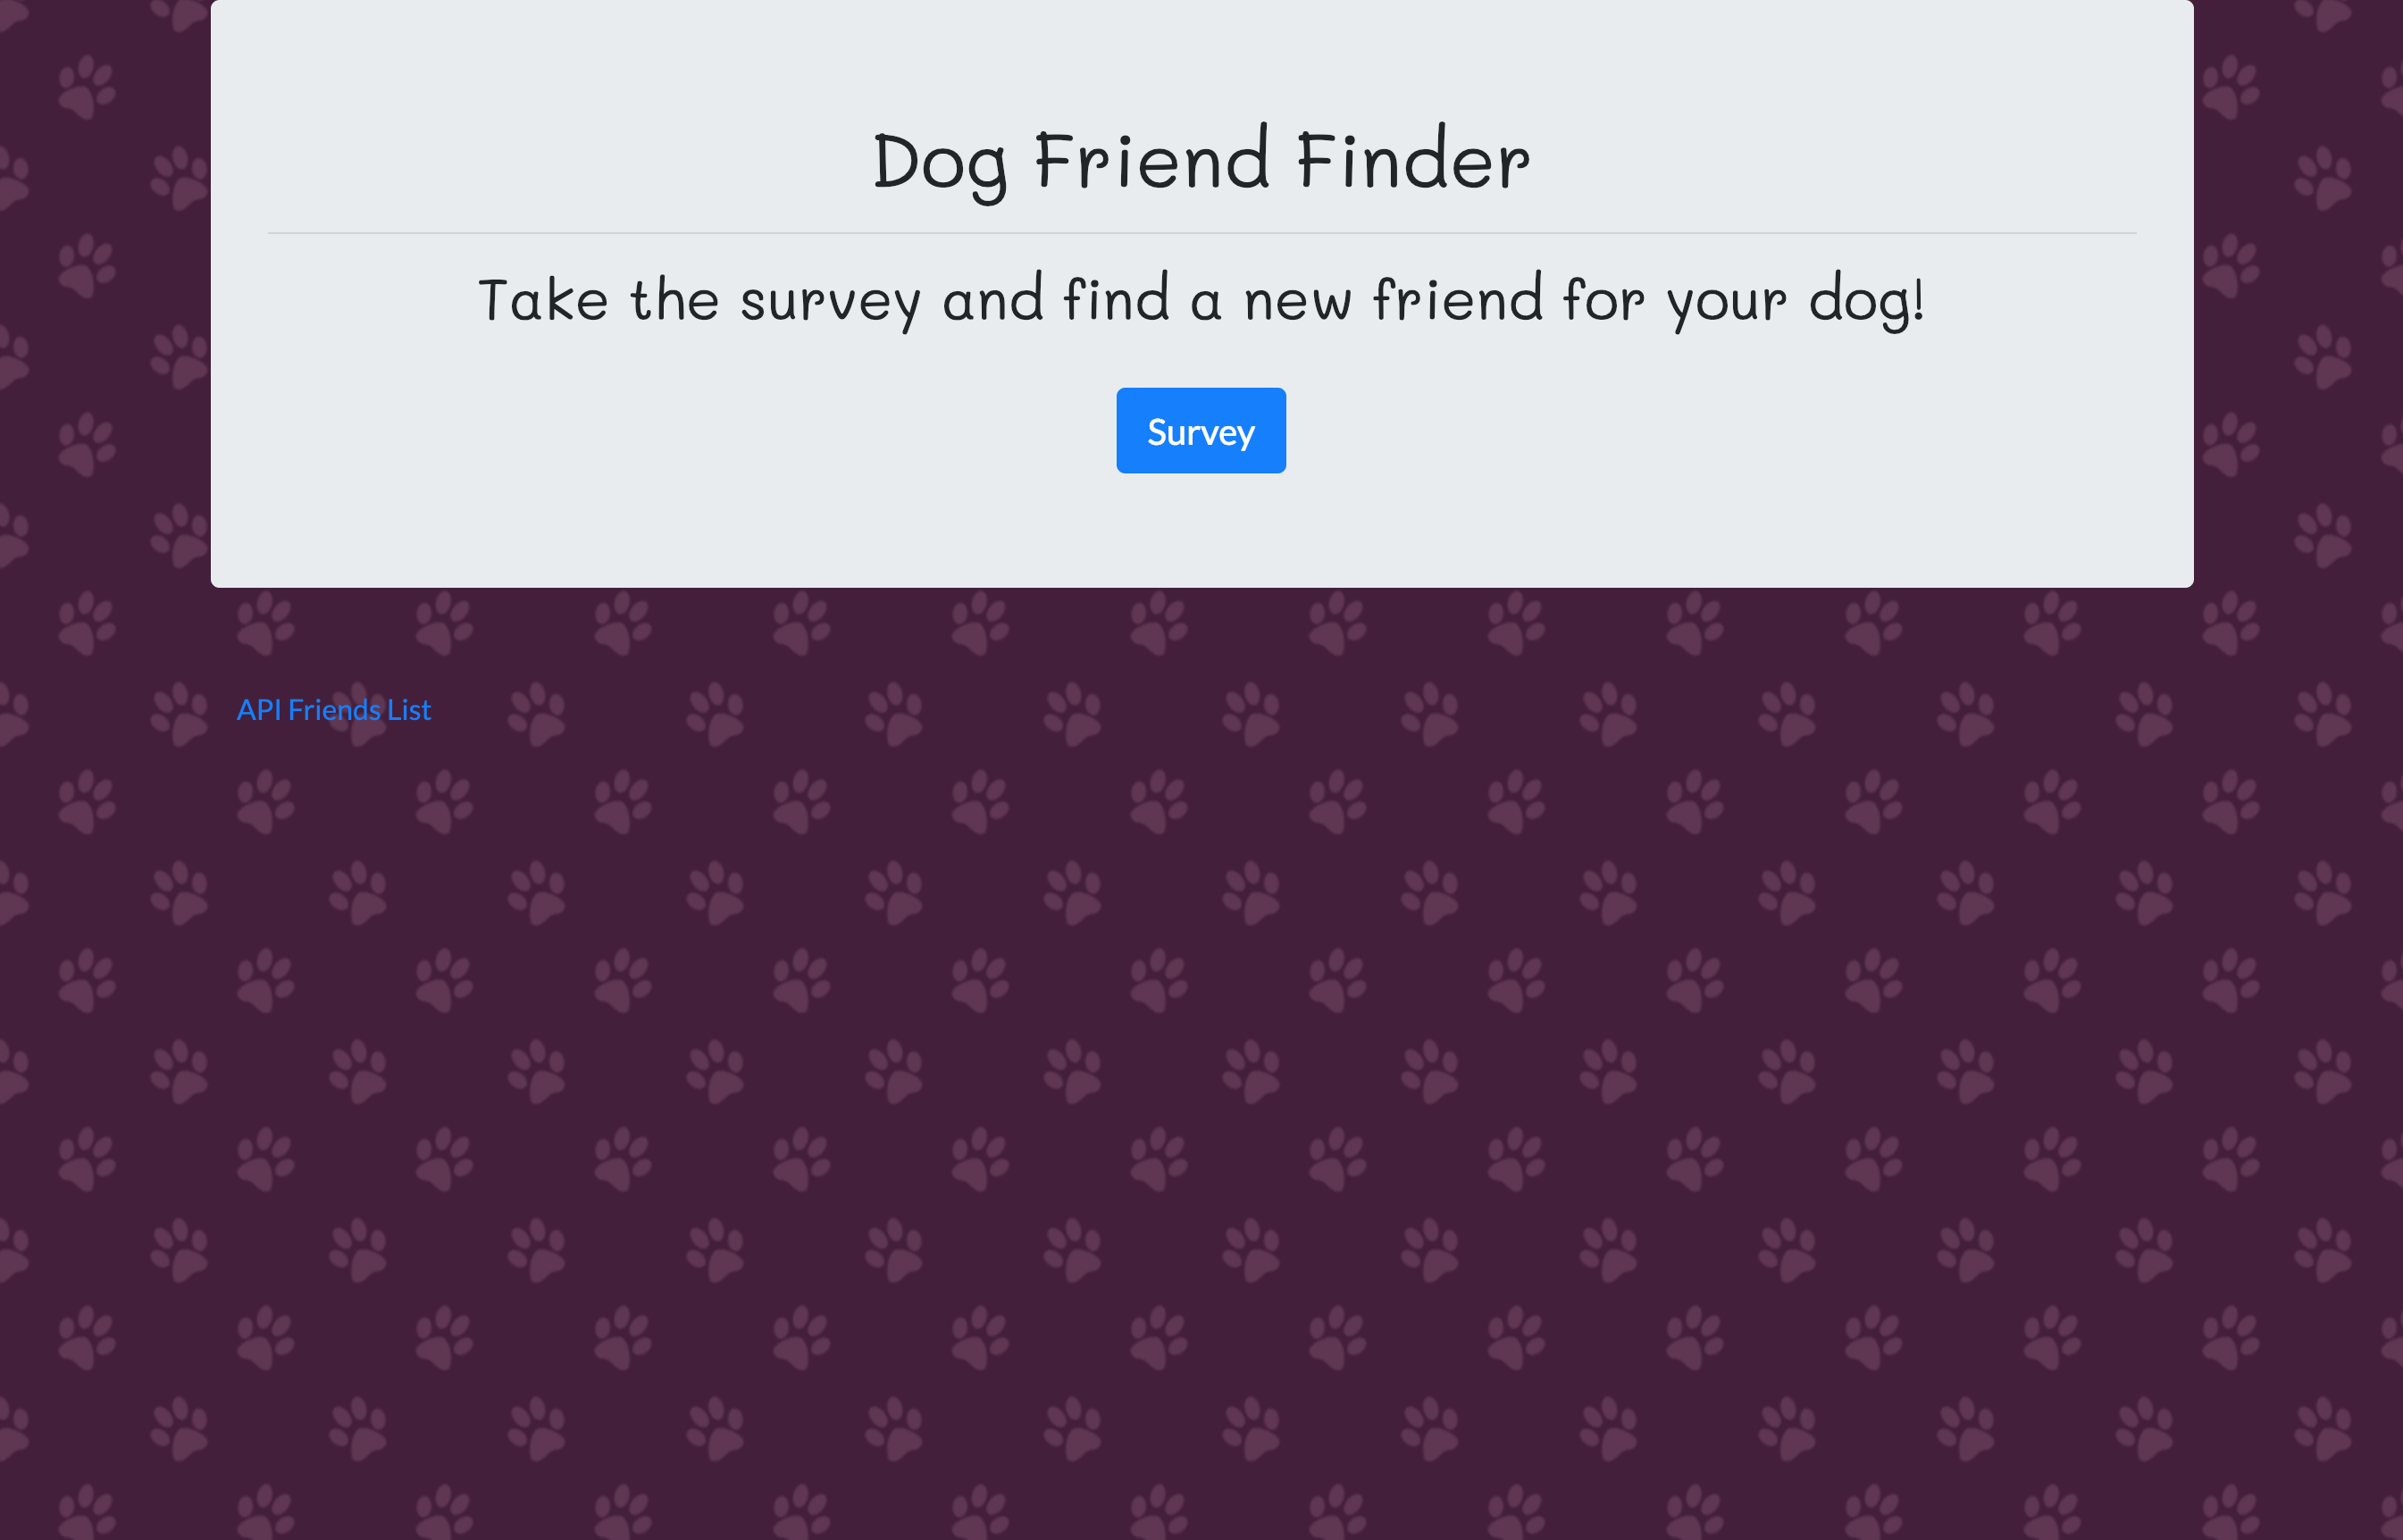 Dog Friend Finder
Take the survey and find a new friend for your dog!
Survey
API Friends List